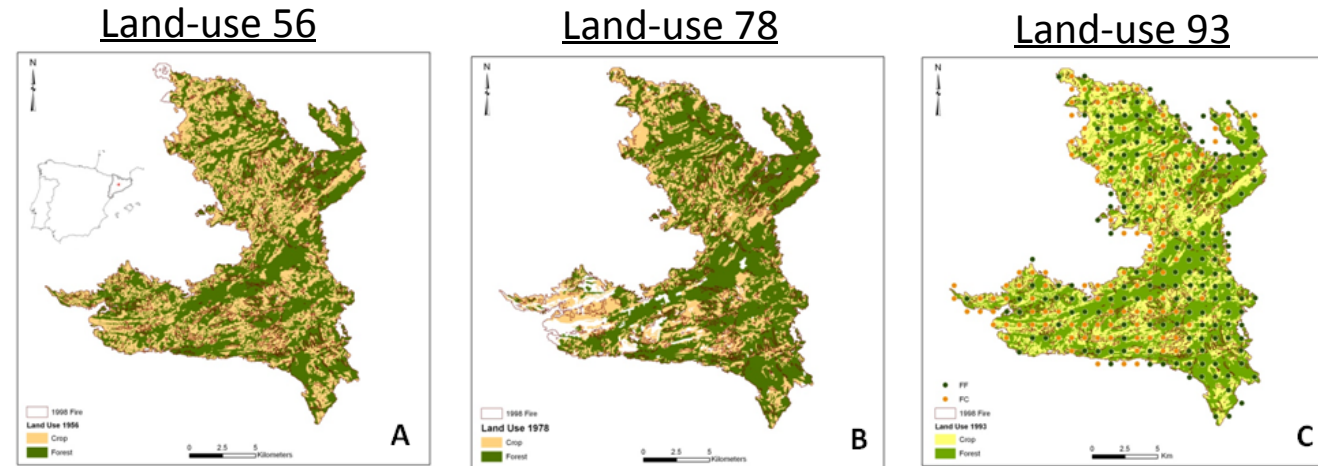 Land-use 56
Land-use 78
Land-use 93
N
1998 Fire
Land Use 1956
Crop
Forest
0 2.5 5
Kilometers
A
N
1998 Fire
Land Use 1978
Crop
Forest
0 2.5 5
Kilometers
B
N
FF
FC
1998 Fire
Land Use 1993
Crop
Forest
0 2.5 5
Km
C